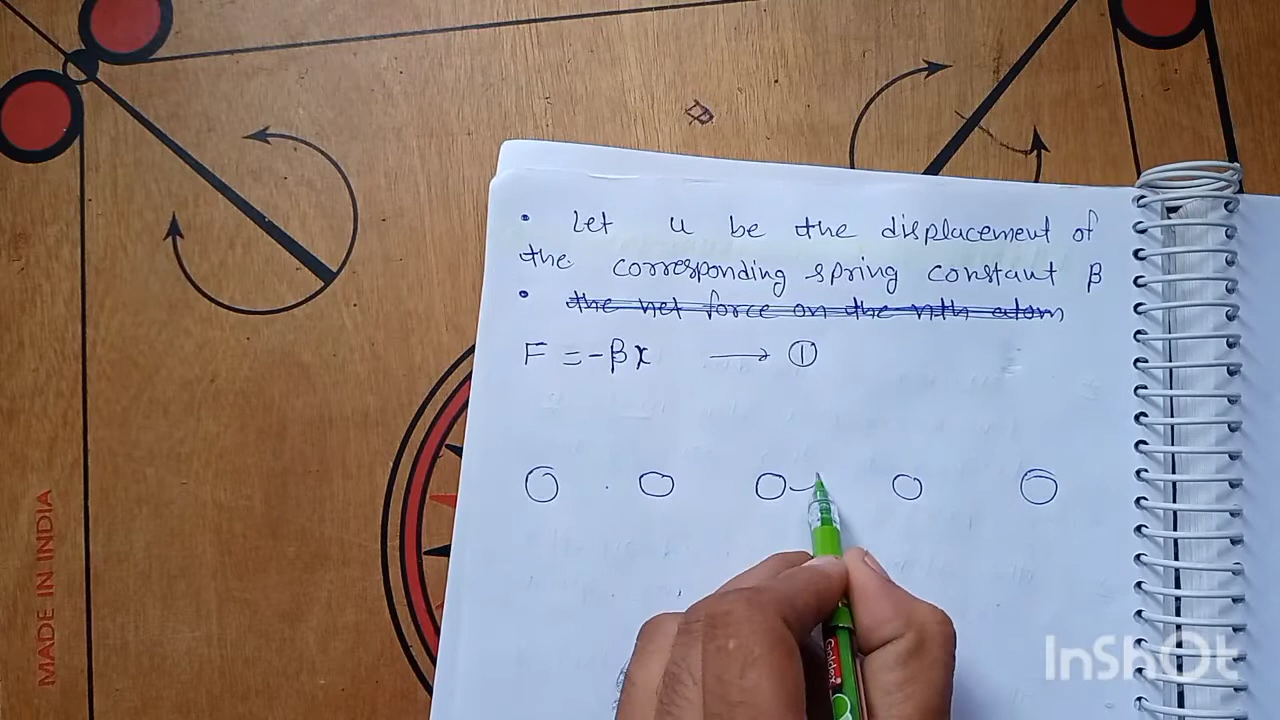 • Let u be the displacement of
the corresponding spring constant β
• the net force on the nth atom
F = -βx → ①
MADE IN INDIA
Goldex
InShOt